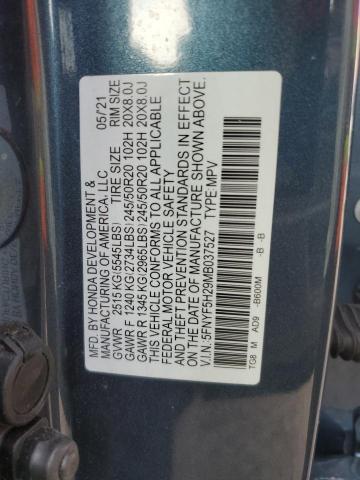 MFD. BY HONDA DEVELOPMENT & 05/21
MANUFACTURING OF AMERICA, LLC
GVWR 2515 KG(5545LBS) TIRE SIZE RIM SIZE
GAWR F 1240 KG(2734LBS) 245/50R20 102H 20X8.0J
GAWR R 1345 KG(2965LBS) 245/50R20 102H 20X8.0J
THIS VEHICLE CONFORMS TO ALL APPLICABLE
FEDERAL MOTOR VEHICLE SAFETY
AND THEFT PREVENTION STANDARDS IN EFFECT
ON THE DATE OF MANUFACTURE SHOWN ABOVE.
V.I.N: 5FNYF5H29MB037527 TYPE: MPV
TG8 M AD9 -B600M -B -B